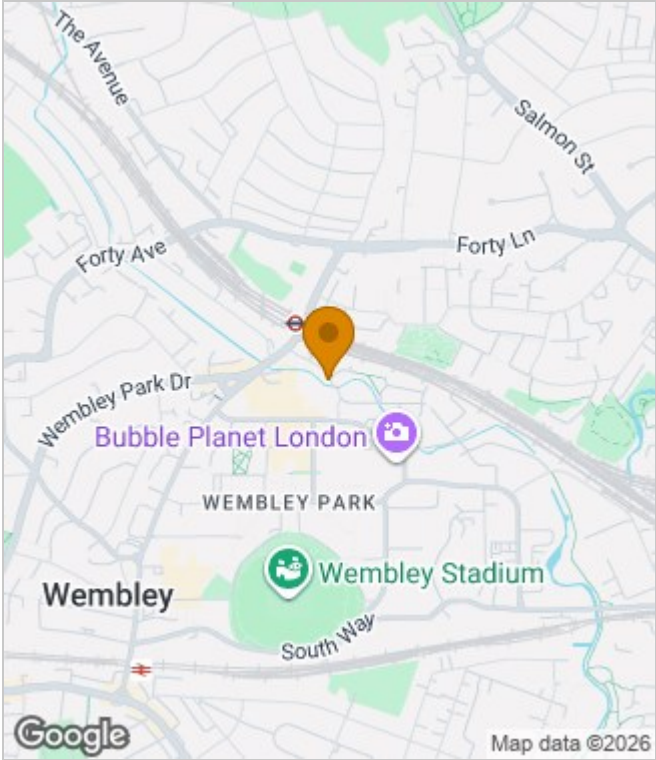 The Avenue
Salmon St
Forty Ave
Forty Ln
Wembley Park Dr
Bubble Planet London
WEMBLEY PARK
Wembley Stadium
Wembley
South Way
Google
Map data ©2026